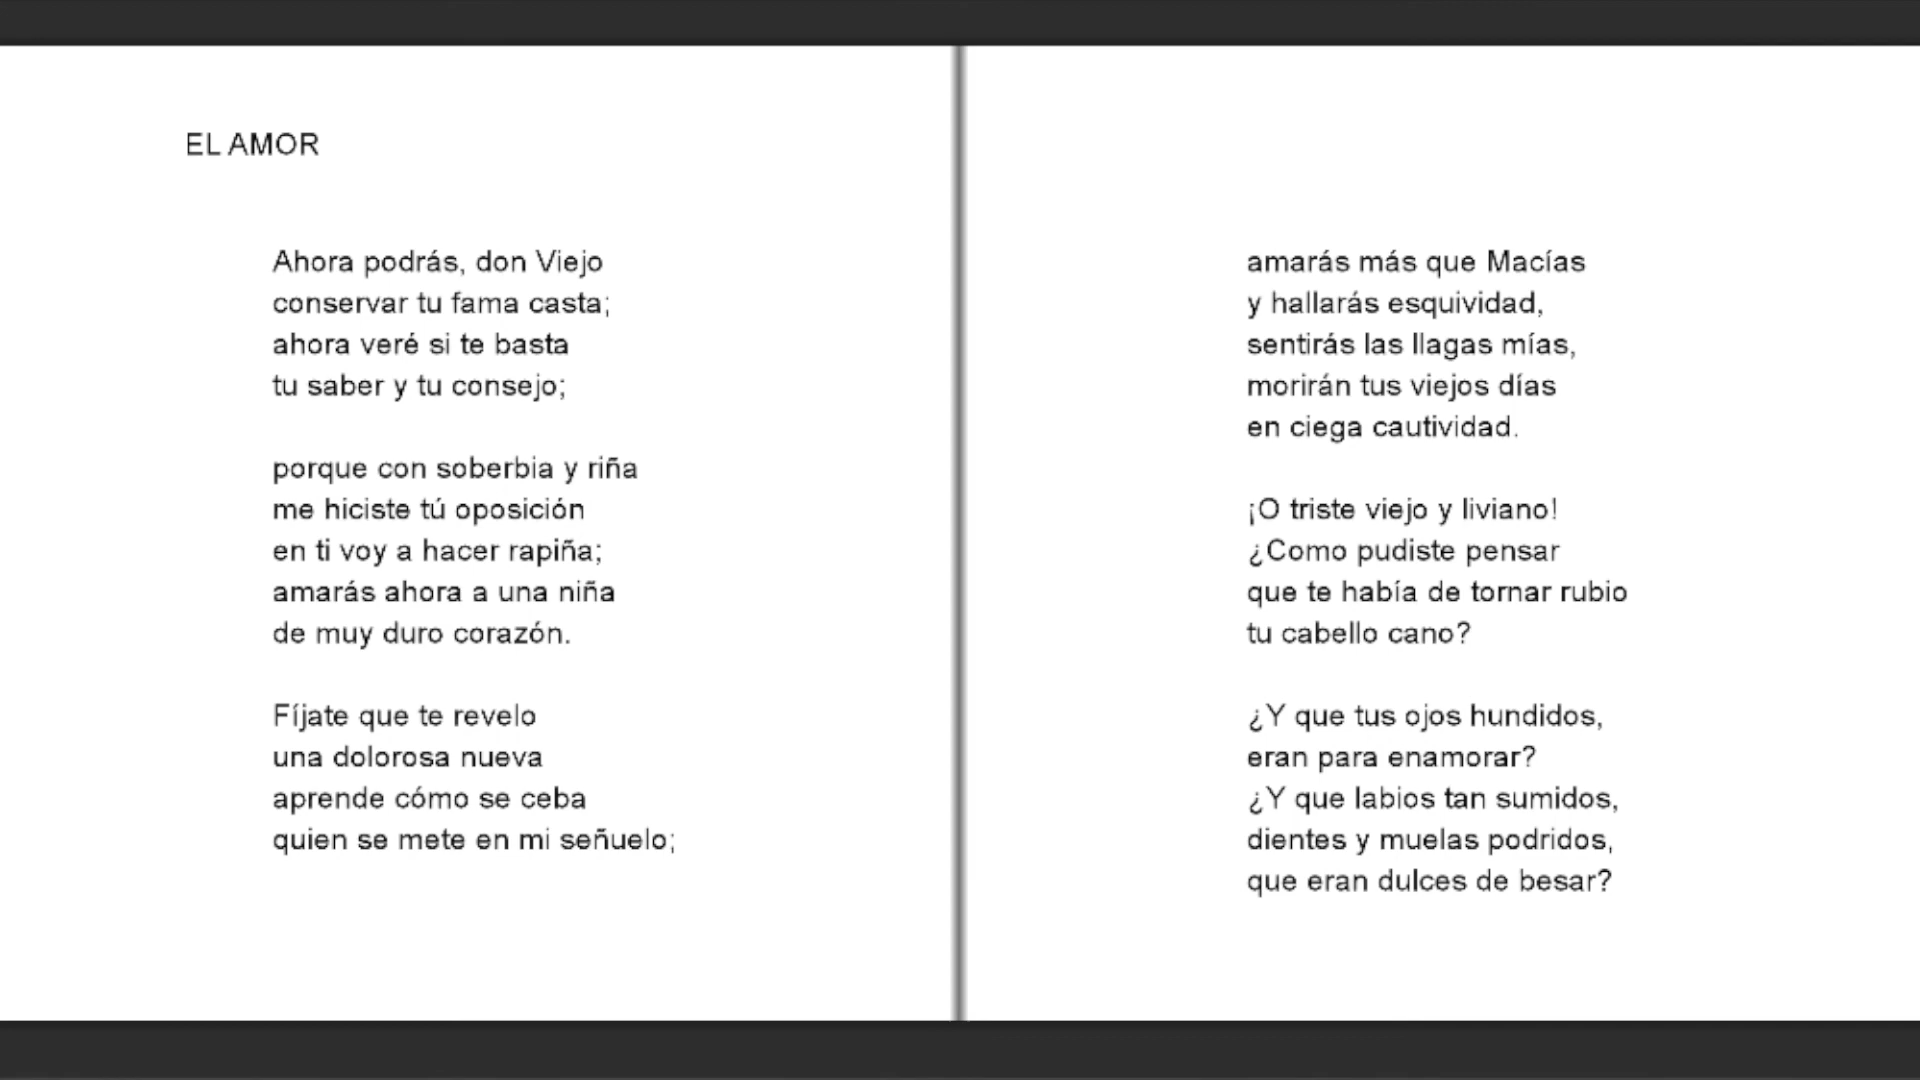 EL AMOR
Ahora podrás, don Viejo
conservar tu fama casta;
ahora veré si te basta
tu saber y tu consejo;
porque con soberbia y riña
me hiciste tú oposición
en ti voy a hacer rapiña;
amarás ahora a una niña
de muy duro corazón.
Fíjate que te revelo
una dolorosa nueva
aprende cómo se ceba
quien se mete en mi señuelo;
amarás más que Macías
y hallarás esquividad,
sentirás las llagas mías,
morirán tus viejos días
en ciega cautividad.
¡O triste viejo y liviano!
¿Como pudiste pensar
que te había de tornar rubio
tu cabello cano?
¿Y que tus ojos hundidos,
eran para enamorar?
¿Y que labios tan sumidos,
dientes y muelas podridos,
que eran dulces de besar?